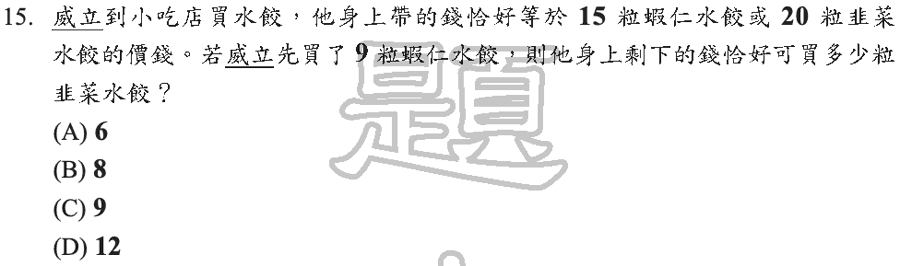 15. 威立到小吃店買水餃，他身上帶的錢恰好等於 15 粒蝦仁水餃或 20 粒韭菜
水餃的價錢。若威立先買了 9 粒蝦仁水餃，則他身上剩下的錢恰好可買多少粒
韭菜水餃？
是真
(A) 6
(B) 8
(C) 9
(D) 12